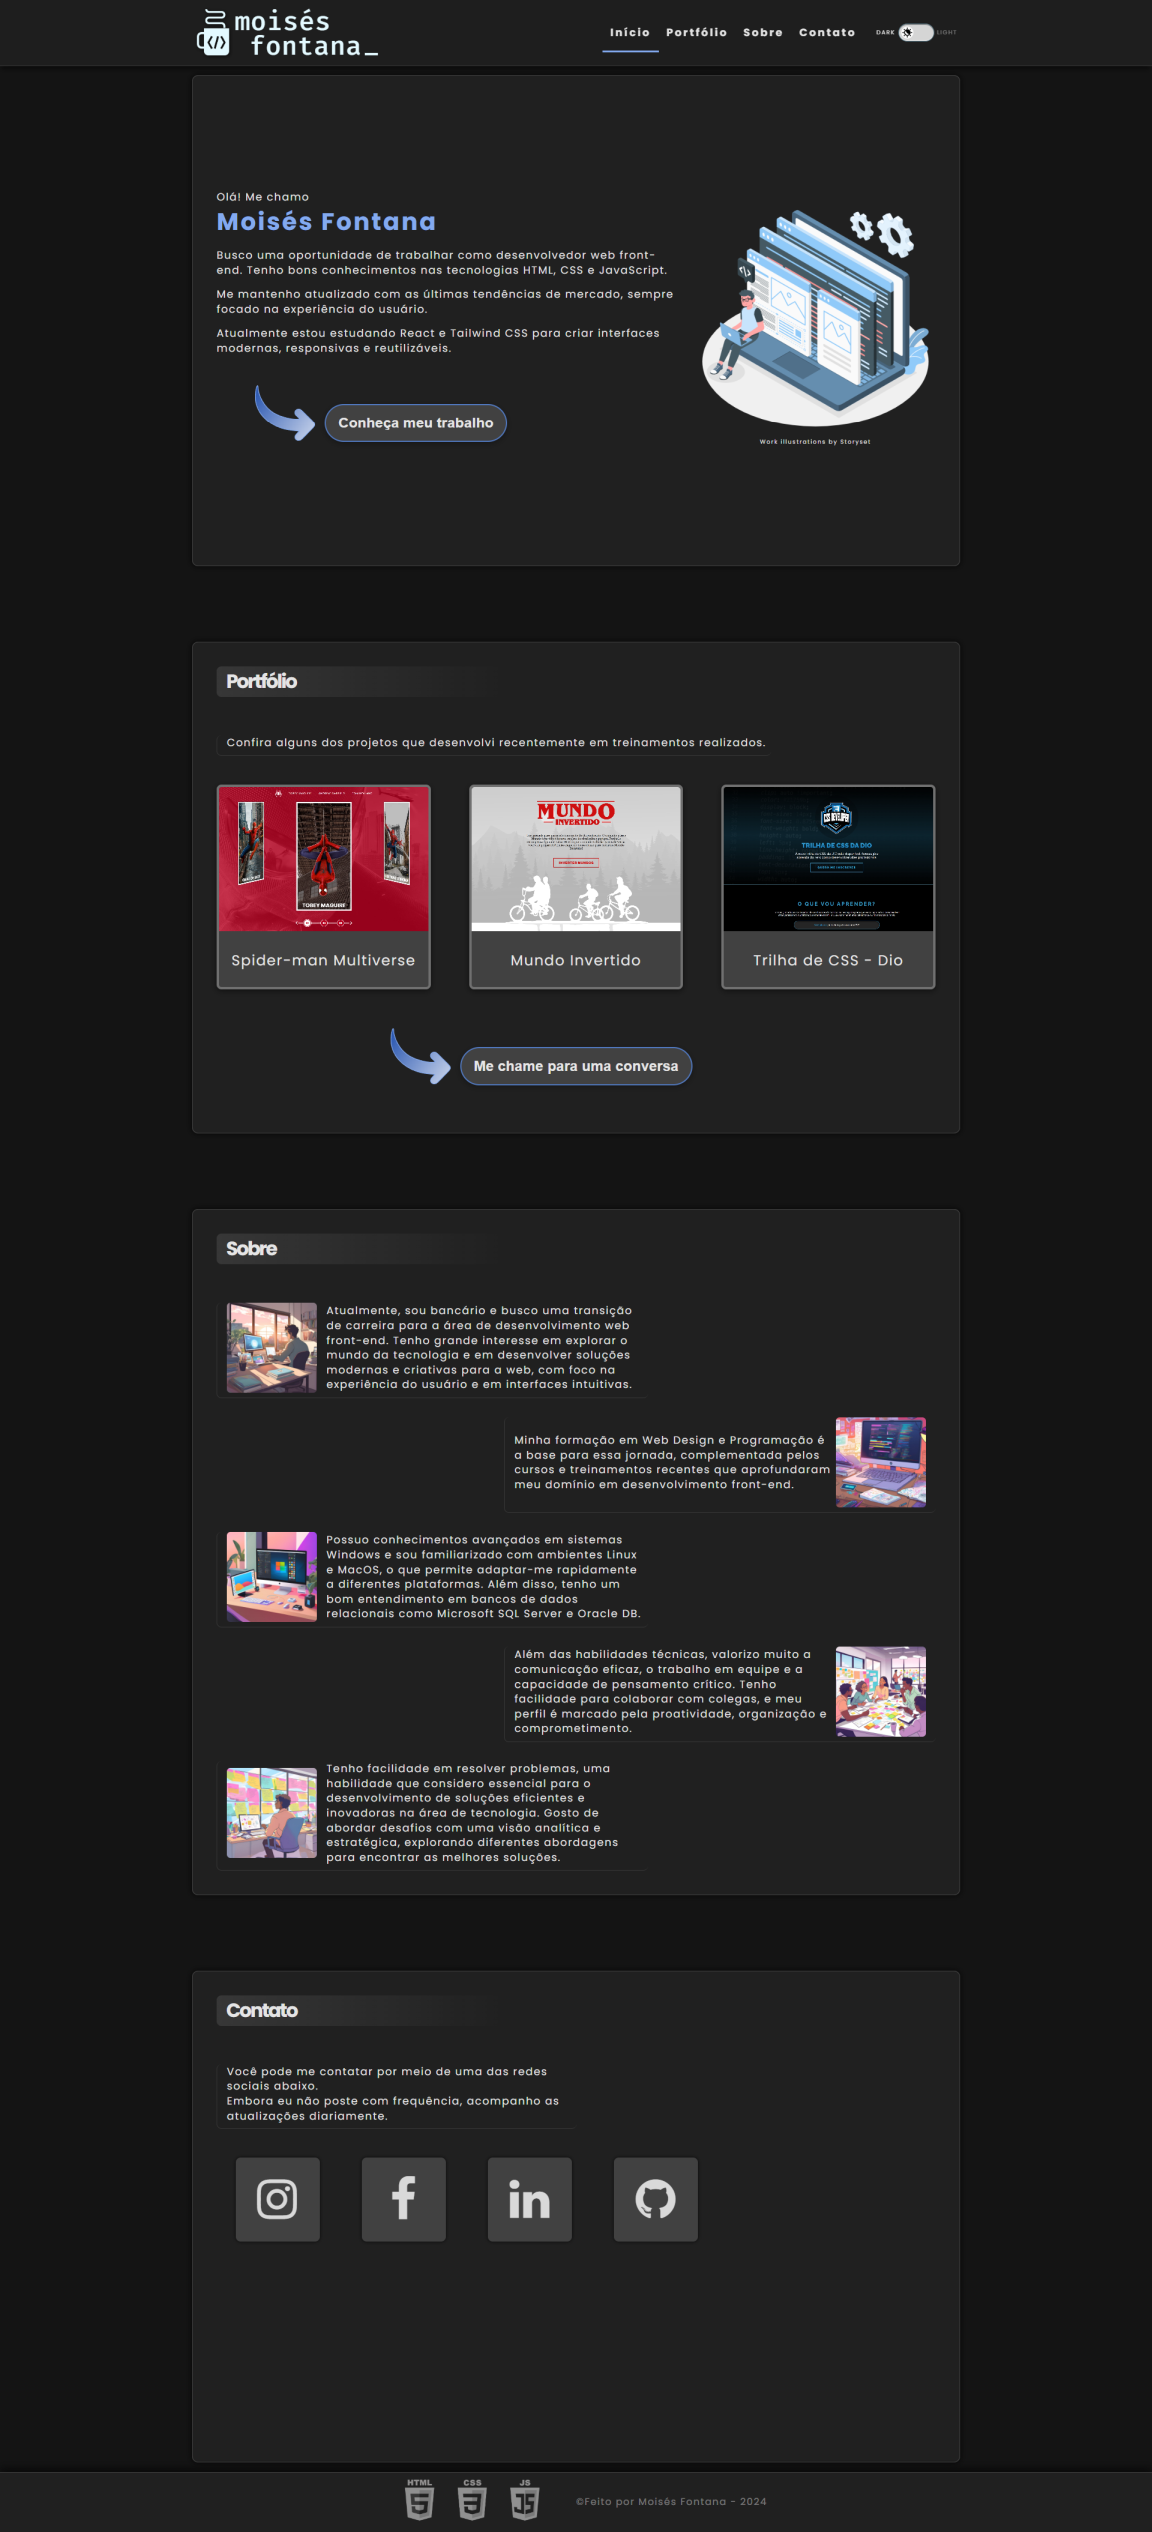 moisés
fontana_
Início Portfólio Sobre Contato DARK LIGHT
Olá! Me chamo
Moisés Fontana
Busco uma oportunidade de trabalhar como desenvolvedor web front-
end. Tenho bons conhecimentos nas tecnologias HTML, CSS e JavaScript.
Me mantenho atualizado com as últimas tendências de mercado, sempre
focado na experiência do usuário.
Atualmente estou estudando React e Tailwind CSS para criar interfaces
modernas, responsivas e reutilizáveis.
Conheça meu trabalho
Work illustrations by Storyset
Portfólio
Confira alguns dos projetos que desenvolvi recentemente em treinamentos realizados.
TOBEY MAGUIRE
Spider-man Multiverse
MUNDO
INVERTIDO
Mundo Invertido
CSS DEVELOPER
TRILHA DE CSS DA DIO
O QUE VOU APRENDER?
Trilha de CSS - Dio
Me chame para uma conversa
Sobre
Atualmente, sou bancário e busco uma transição
de carreira para a área de desenvolvimento web
front-end. Tenho grande interesse em explorar o
mundo da tecnologia e em desenvolver soluções
modernas e criativas para a web, com foco na
experiência do usuário e em interfaces intuitivas.
Minha formação em Web Design e Programação é
a base para essa jornada, complementada pelos
cursos e treinamentos recentes que aprofundaram
meu domínio em desenvolvimento front-end.
Possuo conhecimentos avançados em sistemas
Windows e sou familiarizado com ambientes Linux
e MacOS, o que permite adaptar-me rapidamente
a diferentes plataformas. Além disso, tenho um
bom entendimento em bancos de dados
relacionais como Microsoft SQL Server e Oracle DB.
Além das habilidades técnicas, valorizo muito a
comunicação eficaz, o trabalho em equipe e a
capacidade de pensamento crítico. Tenho
facilidade para colaborar com colegas, e meu
perfil é marcado pela proatividade, organização e
comprometimento.
Tenho facilidade em resolver problemas, uma
habilidade que considero essencial para o
desenvolvimento de soluções eficientes e
inovadoras na área de tecnologia. Gosto de
abordar desafios com uma visão analítica e
estratégica, explorando diferentes abordagens
para encontrar as melhores soluções.
Contato
Você pode me contatar por meio de uma das redes
sociais abaixo.
Embora eu não poste com frequência, acompanho as
atualizações diariamente.
HTML CSS JS
©Feito por Moisés Fontana - 2024